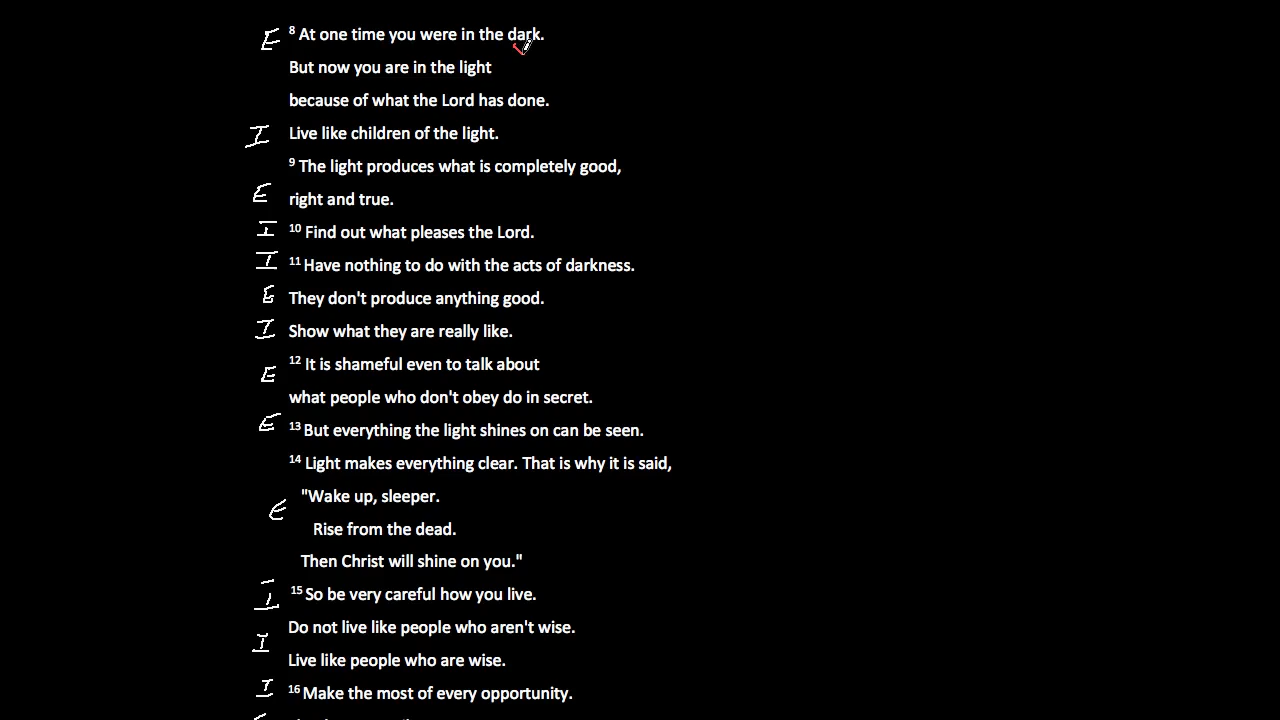 E 8 At one time you were in the dark.
But now you are in the light
because of what the Lord has done.
I Live like children of the light.
9 The light produces what is completely good,
E right and true.
I 10 Find out what pleases the Lord.
I 11 Have nothing to do with the acts of darkness.
E They don't produce anything good.
I Show what they are really like.
E 12 It is shameful even to talk about
what people who don't obey do in secret.
E 13 But everything the light shines on can be seen.
14 Light makes everything clear. That is why it is said,
E "Wake up, sleeper.
Rise from the dead.
Then Christ will shine on you."
I 15 So be very careful how you live.
I Do not live like people who aren't wise.
Live like people who are wise.
I 16 Make the most of every opportunity.